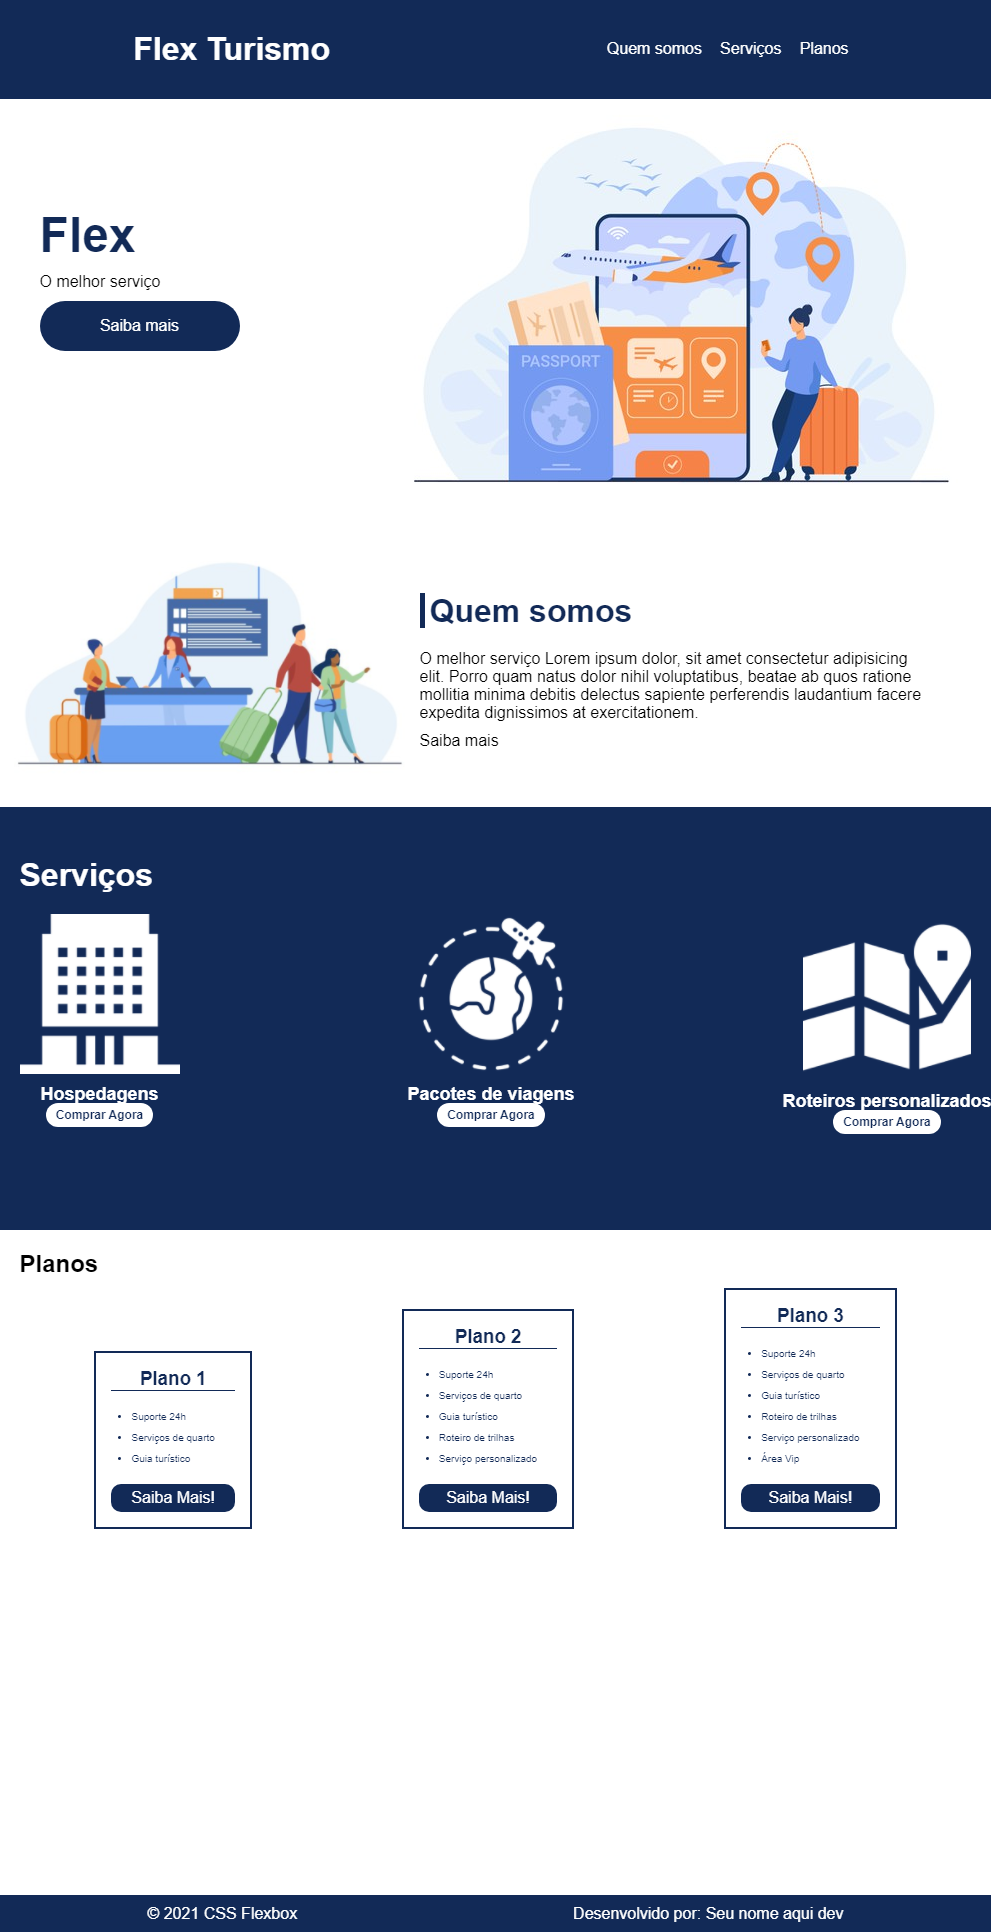 Flex Turismo
Quem somos Serviços Planos
Flex
O melhor serviço
Saiba mais
PASSPORT
Quem somos
O melhor serviço Lorem ipsum dolor, sit amet consectetur adipisicing
elit. Porro quam natus dolor nihil voluptatibus, beatae ab quos ratione
mollitia minima debitis delectus sapiente perferendis laudantium facere
expedita dignissimos at exercitationem.
Saiba mais
Serviços
Hospedagens
Comprar Agora
Pacotes de viagens
Comprar Agora
Roteiros personalizados
Comprar Agora
Planos
Plano 1
Suporte 24h
Serviços de quarto
Guia turístico
Saiba Mais!
Plano 2
Suporte 24h
Serviços de quarto
Guia turístico
Roteiro de trilhas
Serviço personalizado
Saiba Mais!
Plano 3
Suporte 24h
Serviços de quarto
Guia turístico
Roteiro de trilhas
Serviço personalizado
Área Vip
Saiba Mais!
© 2021 CSS Flexbox
Desenvolvido por: Seu nome aqui dev